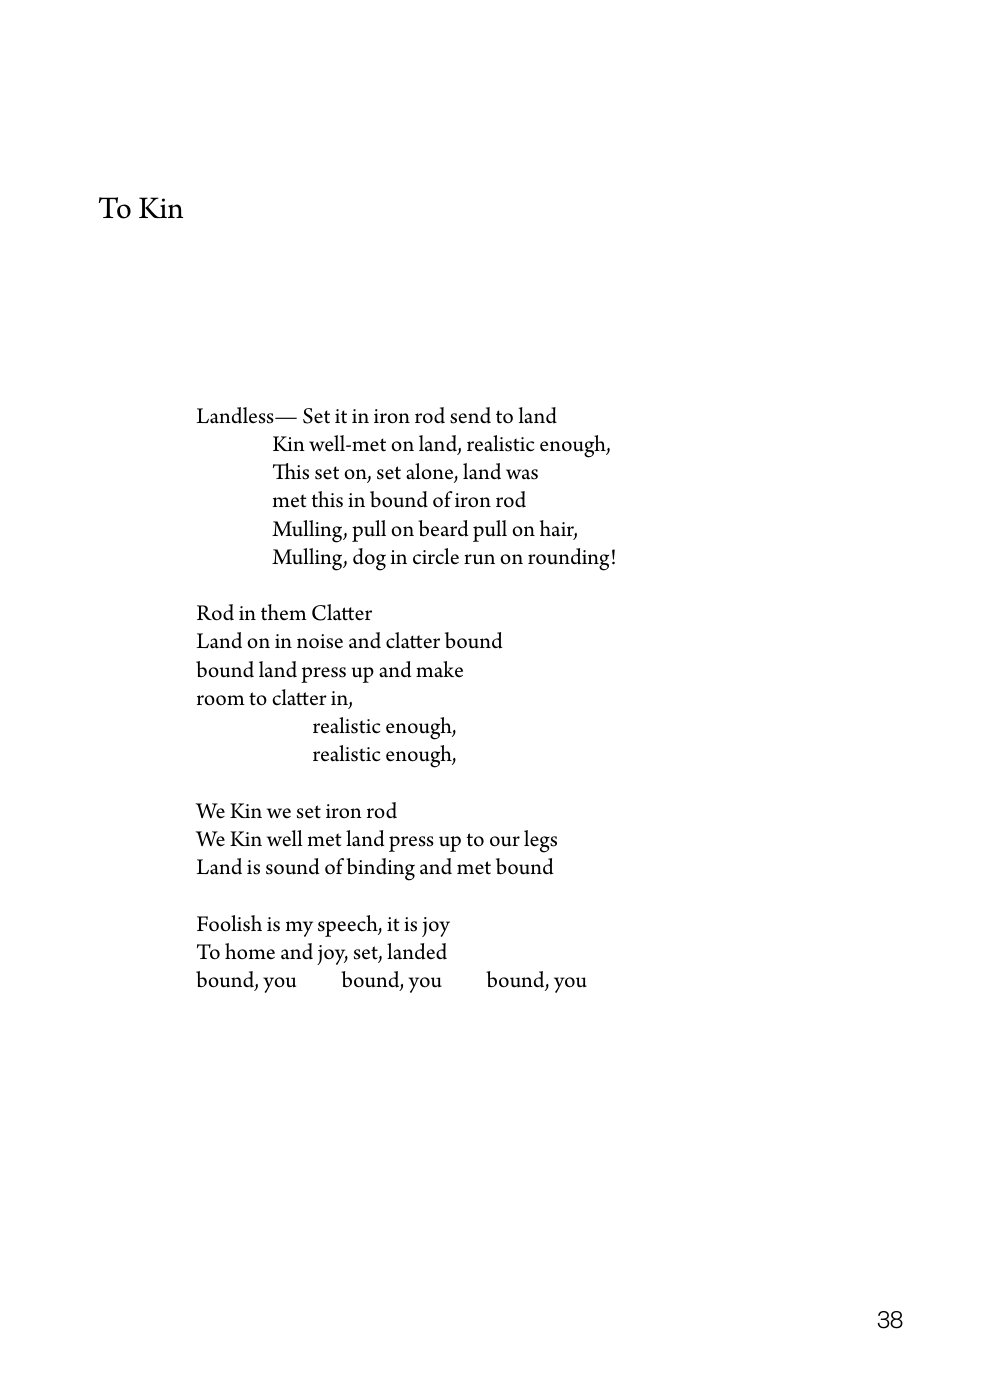 To Kin
Landless— Set it in iron rod send to land
Kin well-met on land, realistic enough,
This set on, set alone, land was
met this in bound of iron rod
Mulling, pull on beard pull on hair,
Mulling, dog in circle run on rounding!
Rod in them Clatter
Land on in noise and clatter bound
bound land press up and make
room to clatter in,
realistic enough,
realistic enough,
We Kin we set iron rod
We Kin well met land press up to our legs
Land is sound of binding and met bound
Foolish is my speech, it is joy
To home and joy, set, landed
bound, you bound, you bound, you
38